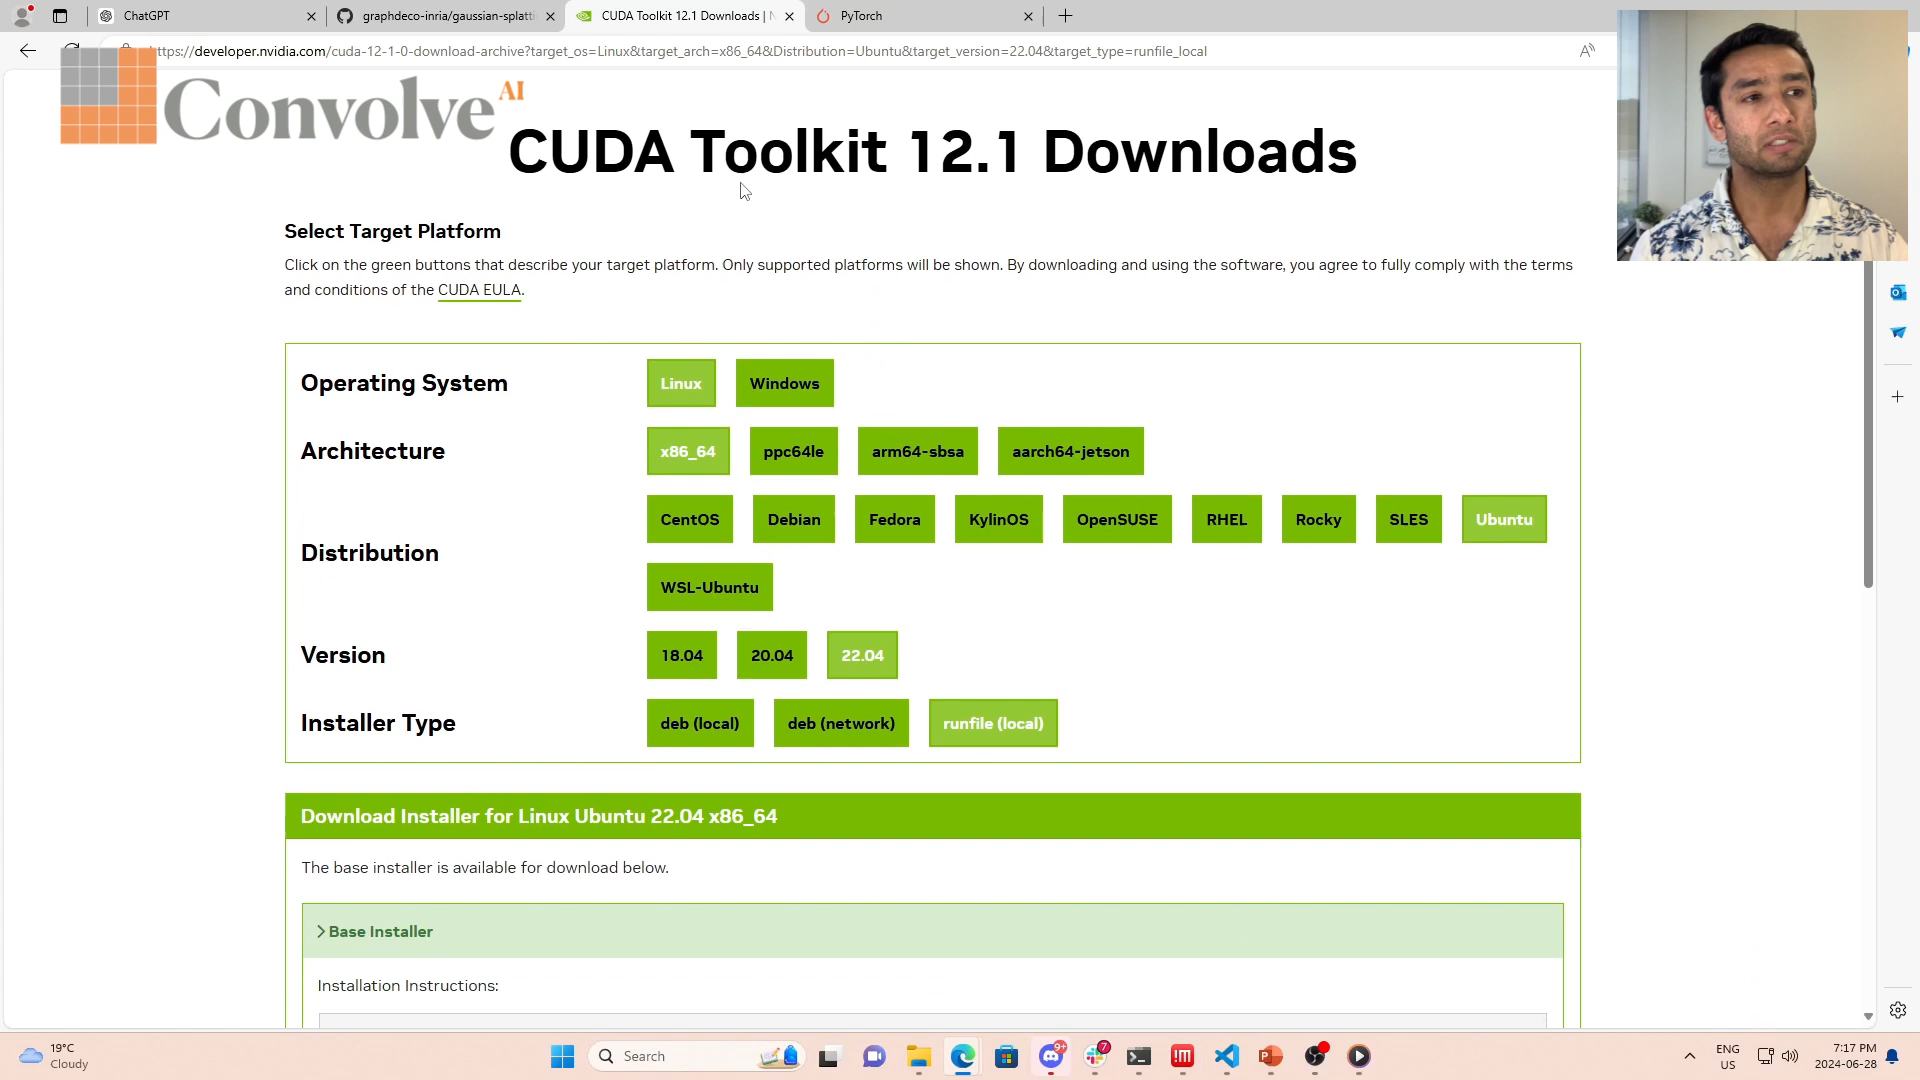 ChatGPT
graphdeco-inria/gaussian-splatti
CUDA Toolkit 12.1 Downloads | N
PyTorch
https://developer.nvidia.com/cuda-12-1-0-download-archive?target_os=Linux&target_arch=x86_64&Distribution=Ubuntu&target_version=22.04&target_type=runfile_local
Convolve AI
CUDA Toolkit 12.1 Downloads
Select Target Platform
Click on the green buttons that describe your target platform. Only supported platforms will be shown. By downloading and using the software, you agree to fully comply with the terms
and conditions of the CUDA EULA.
Operating System
Linux Windows
Architecture
x86_64 ppc64le arm64-sbsa aarch64-jetson
Distribution
CentOS Debian Fedora KylinOS OpenSUSE RHEL Rocky SLES Ubuntu
WSL-Ubuntu
Version
18.04 20.04 22.04
Installer Type
deb (local) deb (network) runfile (local)
Download Installer for Linux Ubuntu 22.04 x86_64
The base installer is available for download below.
Base Installer
Installation Instructions:
19°C
Cloudy
Search
9+
7
ENG
US
7:17 PM
2024-06-28